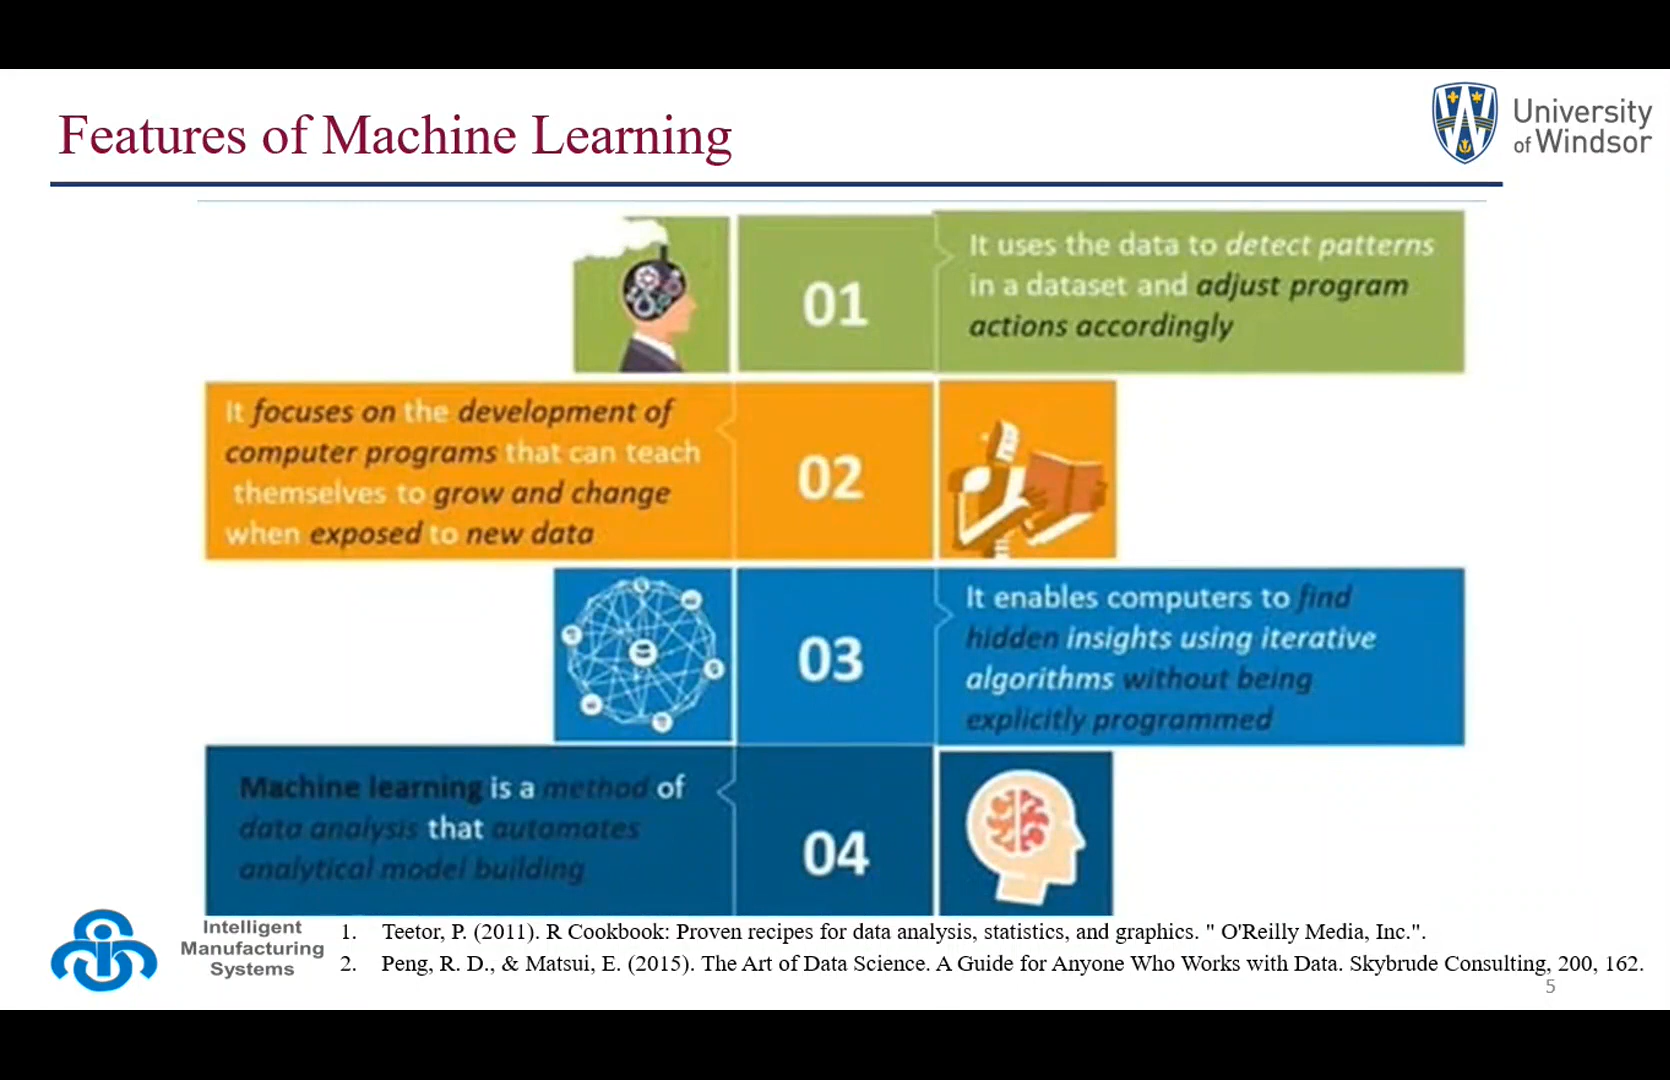 Features of Machine Learning
University
of Windsor
01
It uses the data to detect patterns
in a dataset and adjust program
actions accordingly
It focuses on the development of
computer programs that can teach
themselves to grow and change
when exposed to new data
02
03
It enables computers to find
hidden insights using iterative
algorithms without being
explicitly programmed
Machine learning is a method of
data analysis that automates
analytical model building
04
Intelligent
Manufacturing
Systems
1. Teetor, P. (2011). R Cookbook: Proven recipes for data analysis, statistics, and graphics. " O'Reilly Media, Inc.".
2. Peng, R. D., & Matsui, E. (2015). The Art of Data Science. A Guide for Anyone Who Works with Data. Skybrude Consulting, 200, 162.
5